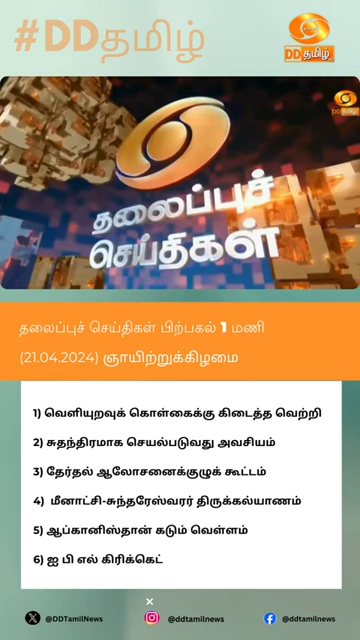 #DDதமிழ்
DD தமிழ்
தலைப்புச்
செய்திகள்
தலைப்புச் செய்திகள் பிற்பகல் 1 மணி
(21.04.2024) ஞாயிற்றுக்கிழமை
1) வெளியுறவுக் கொள்கைக்கு கிடைத்த வெற்றி
2) சுதந்திரமாக செயல்படுவது அவசியம்
3) தேர்தல் ஆலோசனைக்குழுக் கூட்டம்
4) மீனாட்சி-சுந்தரேஸ்வரர் திருக்கல்யாணம்
5) ஆப்கானிஸ்தான் கடும் வெள்ளம்
6) ஐ பி எல் கிரிக்கெட்
@DDTamilNews
@ddtamilnews
@ddtamilnews